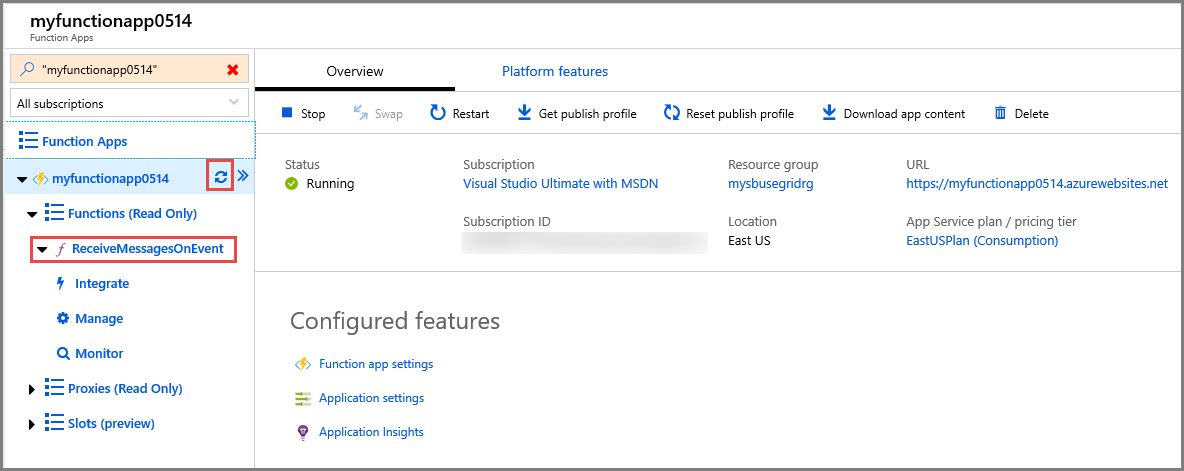 myfunctionapp0514
Function Apps
"myfunctionapp0514"
All subscriptions
Function Apps
myfunctionapp0514
Functions (Read Only)
ReceiveMessagesOnEvent
Integrate
Manage
Monitor
Proxies (Read Only)
Slots (preview)
Overview
Platform features
Stop
Swap
Restart
Get publish profile
Reset publish profile
Download app content
Delete
Status
Running
Subscription
Visual Studio Ultimate with MSDN
Resource group
mysbusegridrg
URL
https://myfunctionapp0514.azurewebsites.net
Subscription ID
Location
East US
App Service plan / pricing tier
EastUSPlan (Consumption)
Configured features
Function app settings
Application settings
Application Insights